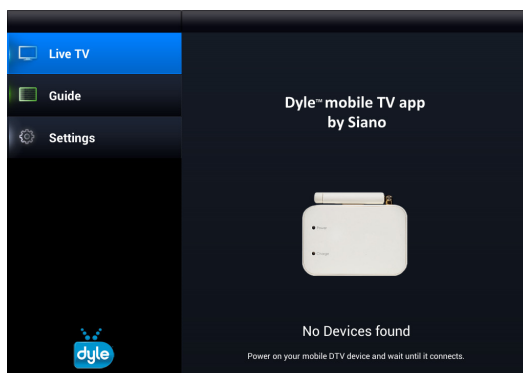 Live TV
Guide
Settings
Dyle™ mobile TV app
by Siano
Charge
No Devices found
Power on your mobile DTV device and wait until it connects.
dyle